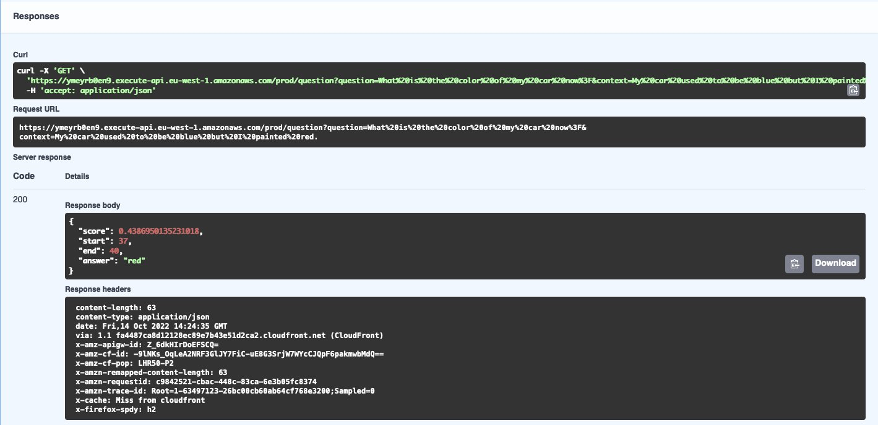 Responses
Curl
curl -X 'GET' \
'https://ymeyrb0en9.execute-api.eu-west-1.amazonaws.com/prod/question?question=What%20is%20the%20color%20of%20my%20car%20now%3F&context=My%20car%20used%20to%20be%20blue%20but%20I%20painted%
-H 'accept: application/json'
Request URL
https://ymeyrb0en9.execute-api.eu-west-1.amazonaws.com/prod/question?question=What%20is%20the%20color%20of%20my%20car%20now%3F&
context=My%20car%20used%20to%20be%20blue%20but%20I%20painted%20red.
Server response
Code Details
200
Response body
{
"score": 0.4386950135231018,
"start": 37,
"end": 40,
"answer": "red"
}
Download
Response headers
content-length: 63
content-type: application/json
date: Fri,14 Oct 2022 14:24:35 GMT
via: 1.1 fa4487ca8d12128ec89e7b43e51d2ca2.cloudfront.net (CloudFront)
x-amz-apigw-id: Z_6dkHIrDoEFSCQ=
x-amz-cf-id: -9lNKs_OqLeA2NRF3GlJY7FiC-uE8G3SrjW7WYcCJQpF6pakmwbMdQ==
x-amz-cf-pop: LHR50-P2
x-amzn-remapped-content-length: 63
x-amzn-requestid: c9842521-cbac-448c-83ca-6e3b05fc8374
x-amzn-trace-id: Root=1-63497123-26bc00cb60ab64cf768e3200;Sampled=0
x-cache: Miss from cloudfront
x-firefox-spdy: h2